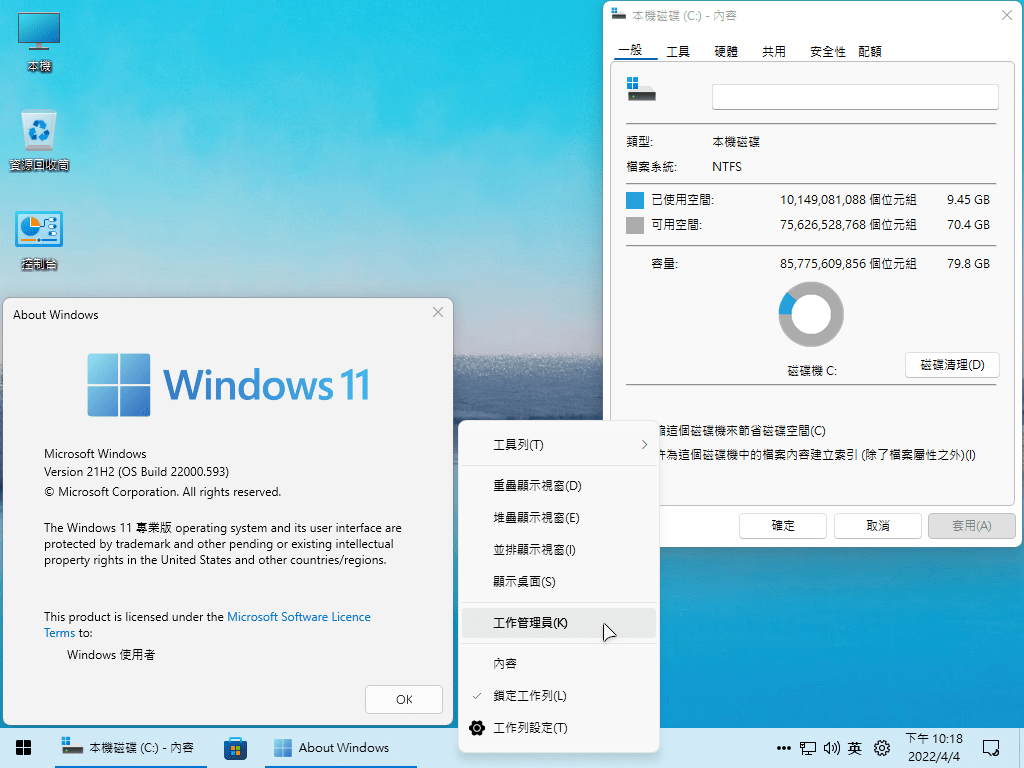 本機
資源回收筒
控制台
本機磁碟 (C:) - 內容
一般 工具 硬體 共用 安全性 配額
類型: 本機磁碟
檔案系統: NTFS
已使用空間: 10,149,081,088 個位元組 9.45 GB
可用空間: 75,626,528,768 個位元組 70.4 GB
容量: 85,775,609,856 個位元組 79.8 GB
磁碟機 C:
磁碟清理(D)
縮這個磁碟機來節省磁碟空間(C)
許為這個磁碟機中的檔案內容建立索引 (除了檔案屬性之外)(I)
確定 取消 套用(A)
About Windows
Windows 11
Microsoft Windows
Version 21H2 (OS Build 22000.593)
© Microsoft Corporation. All rights reserved.
The Windows 11 專業版 operating system and its user interface are
protected by trademark and other pending or existing intellectual
property rights in the United States and other countries/regions.
This product is licensed under the Microsoft Software Licence
Terms to:
Windows 使用者
OK
工具列(T)
重疊顯示視窗(D)
堆疊顯示視窗(E)
並排顯示視窗(I)
顯示桌面(S)
工作管理員(K)
內容
鎖定工作列(L)
工作列設定(T)
本機磁碟 (C:) - 內容
About Windows
英
下午 10:18
2022/4/4